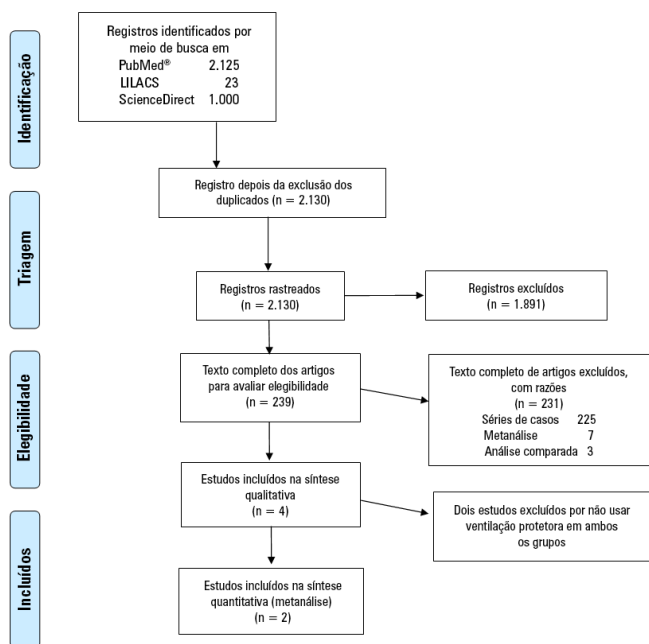 Identificação
Registros identificados por
meio de busca em
PubMed® 2.125
LILACS 23
ScienceDirect 1.000
Registro depois da exclusão dos
duplicados (n = 2.130)
Triagem
Registros rastreados
(n = 2.130)
Registros excluídos
(n = 1.891)
Elegibilidade
Texto completo dos artigos
para avaliar elegibilidade
(n = 239)
Texto completo de artigos excluídos,
com razões
(n = 231)
Séries de casos 225
Metanálise 7
Análise comparada 3
Estudos incluídos na síntese
qualitativa
(n = 4)
Dois estudos excluídos por não usar
ventilação protetora em ambos
os grupos
Incluídos
Estudos incluídos na síntese
quantitativa (metanálise)
(n = 2)